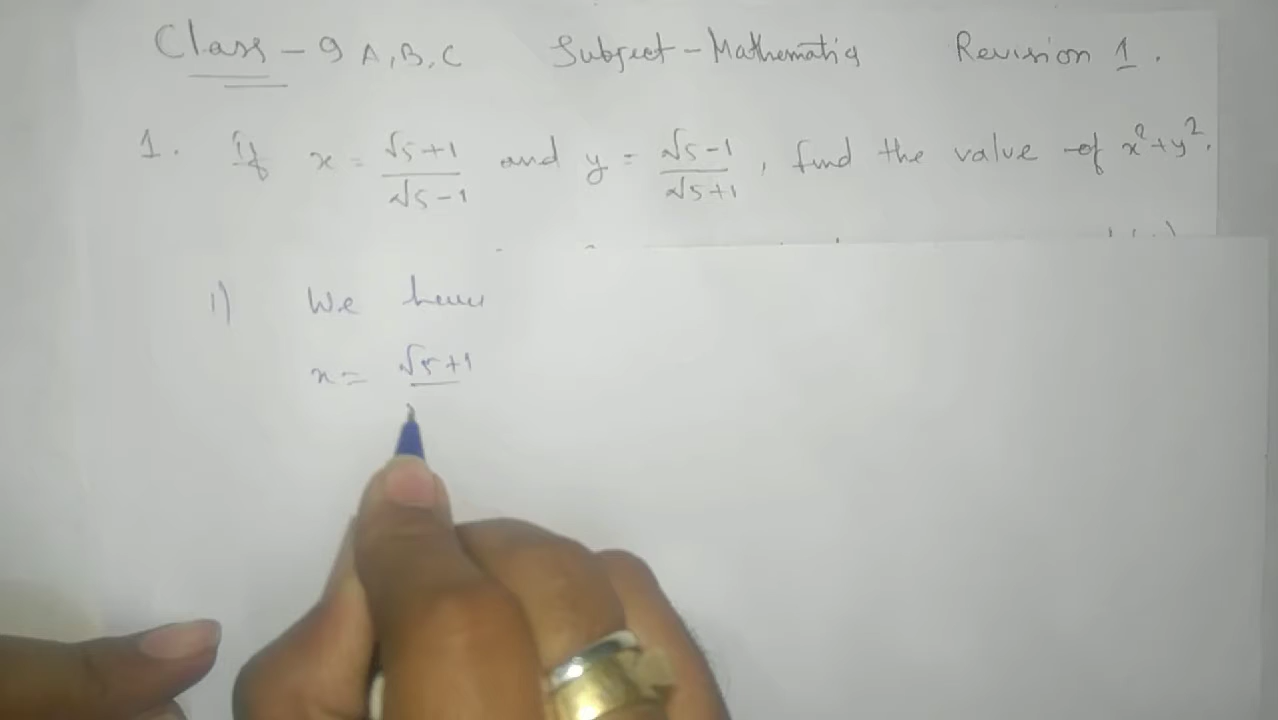 Class - 9 A, B, C Subject - Mathematics Revision 1.
1. If x = √5+1/√5-1 and y = √5-1/√5+1, find the value of x²+y².
1) We have
x = √5+1